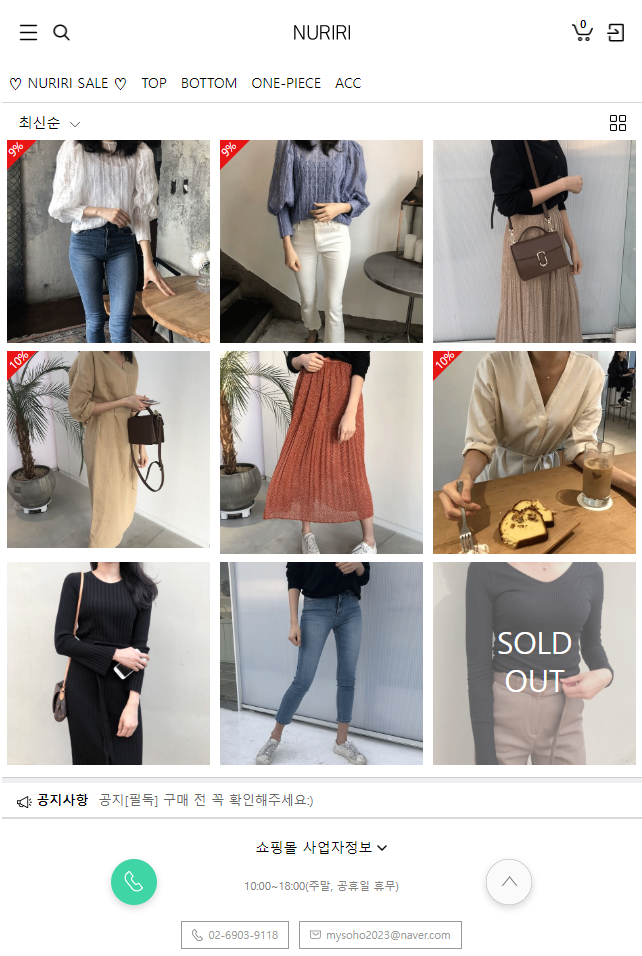 NURIRI
0
♡ NURIRI SALE ♡ TOP BOTTOM ONE-PIECE ACC
최신순
9%
9%
10%
10%
SOLD
OUT
공지사항 공지[필독] 구매 전 꼭 확인해주세요:)
쇼핑몰 사업자정보
10:00~18:00(주말, 공휴일 휴무)
02-6903-9118
mysoho2023@naver.com